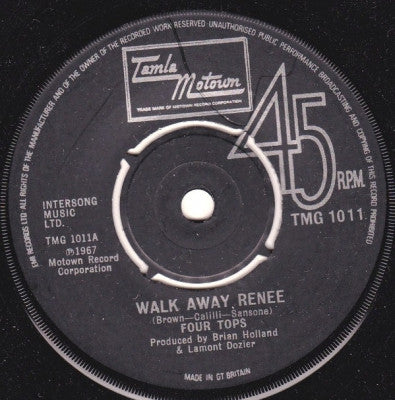 EMI RECORDS LTD ALL RIGHTS OF THE MANUFACTURER AND OF THE OWNER OF THE RECORDED WORK RESERVED · UNAUTHORISED PUBLIC PERFORMANCE BROADCASTING AND COPYING OF THIS RECORD PROHIBITED
Tamla
Motown
TRADE MARK OF MOTOWN RECORD CORPORATION
45
R.P.M.
TMG 1011
INTERSONG
MUSIC
LTD.
TMG 1011A
℗1967
Motown Record
Corporation
WALK AWAY RENEE
(Brown—Calilli—Sansone)
FOUR TOPS
Produced by Brian Holland
& Lamont Dozier
MADE IN GT BRITAIN